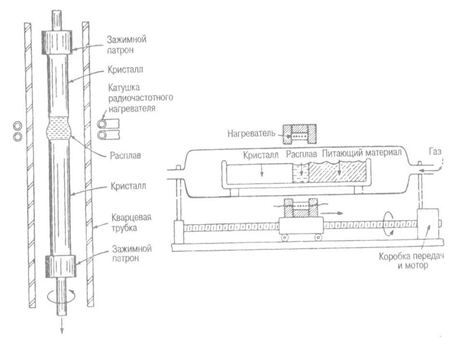 Зажимной
патрон
Кристалл
Катушка
радиочастотного
нагревателя
Расплав
Кристалл
Кварцевая
трубка
Зажимной
патрон
Нагреватель
Кристалл Расплав Питающий материал
Газ
Коробка передач
и мотор